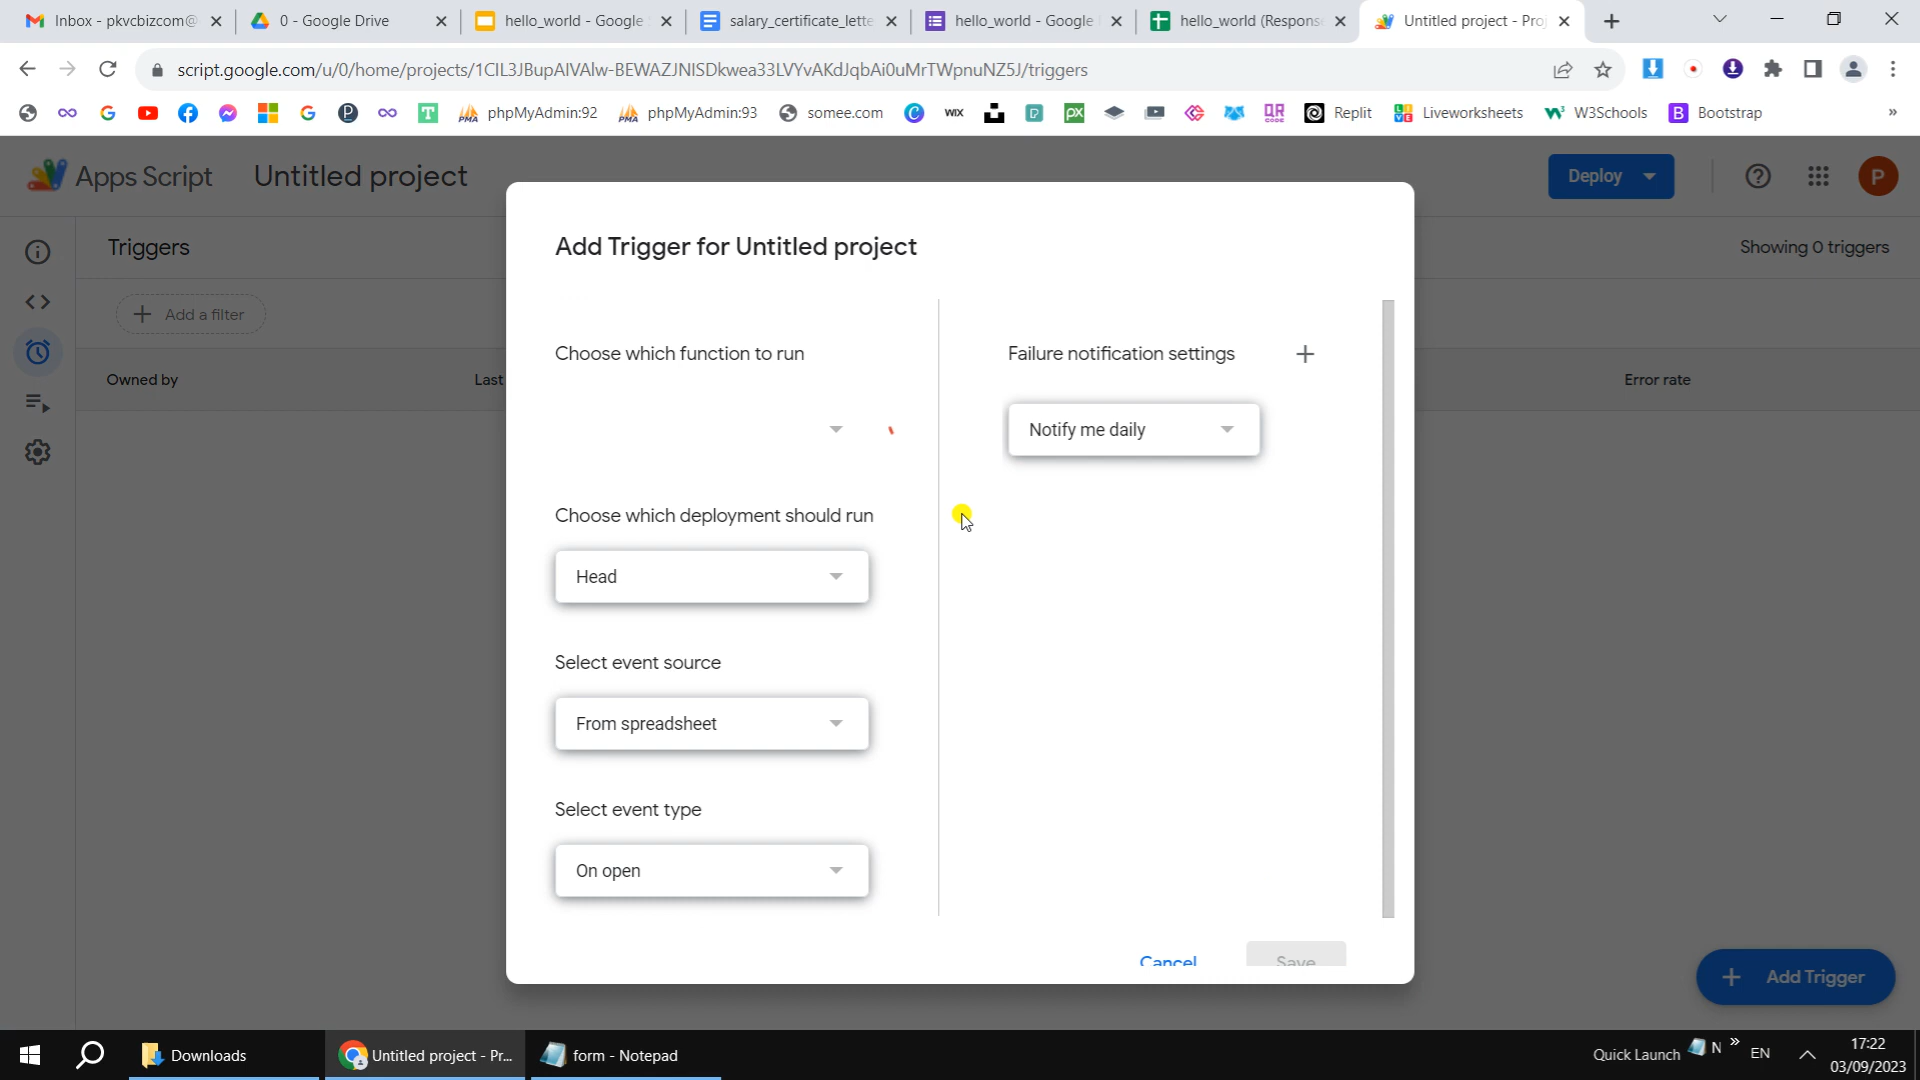 Inbox - pkvcbizcom@
0 - Google Drive
hello_world - Google
salary_certificate_lette
hello_world - Google
hello_world (Respons
Untitled project - Proj
script.google.com/u/0/home/projects/1CIL3JBupAIVAlw-BEWAZJNISDkwea33LVYvAKdJqbAi0uMrTWpnuNZ5J/triggers
phpMyAdmin:92
phpMyAdmin:93
somee.com
WIX
Replit
Liveworksheets
W3Schools
Bootstrap
»
Apps Script
Untitled project
Deploy
P
Triggers
Showing 0 triggers
Add a filter
Owned by
Last
Error rate
Add Trigger for Untitled project
Choose which function to run
Failure notification settings
Notify me daily
Choose which deployment should run
Head
Select event source
From spreadsheet
Select event type
On open
Cancel
Save
Add Trigger
Downloads
Untitled project - Pr...
form - Notepad
Quick Launch
N
»
EN
17:22
03/09/2023